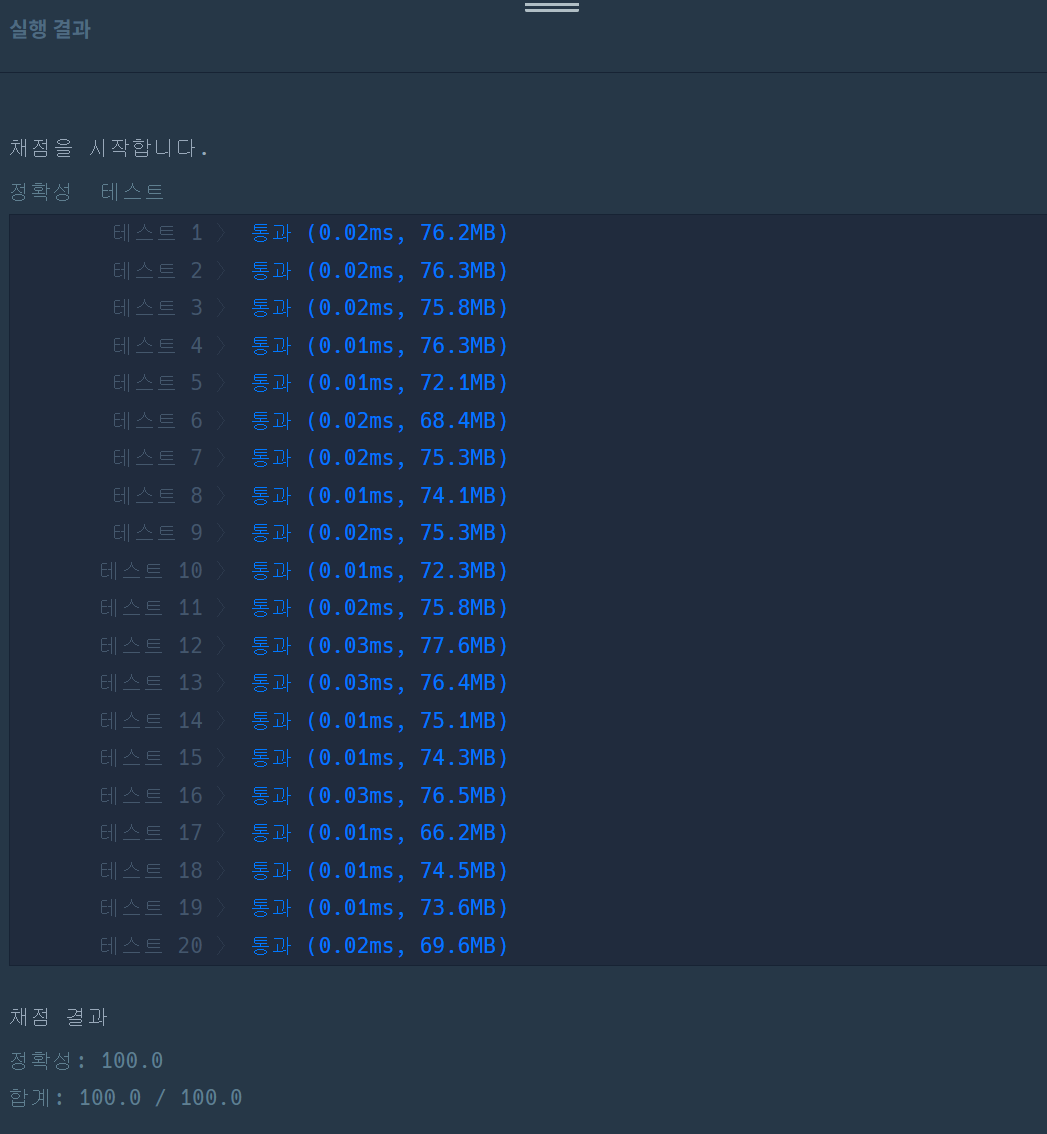 실행 결과
채점을 시작합니다.
정확성 테스트
테스트 1 〉 통과 (0.02ms, 76.2MB)
테스트 2 〉 통과 (0.02ms, 76.3MB)
테스트 3 〉 통과 (0.02ms, 75.8MB)
테스트 4 〉 통과 (0.01ms, 76.3MB)
테스트 5 〉 통과 (0.01ms, 72.1MB)
테스트 6 〉 통과 (0.02ms, 68.4MB)
테스트 7 〉 통과 (0.02ms, 75.3MB)
테스트 8 〉 통과 (0.01ms, 74.1MB)
테스트 9 〉 통과 (0.02ms, 75.3MB)
테스트 10 〉 통과 (0.01ms, 72.3MB)
테스트 11 〉 통과 (0.02ms, 75.8MB)
테스트 12 〉 통과 (0.03ms, 77.6MB)
테스트 13 〉 통과 (0.03ms, 76.4MB)
테스트 14 〉 통과 (0.01ms, 75.1MB)
테스트 15 〉 통과 (0.01ms, 74.3MB)
테스트 16 〉 통과 (0.03ms, 76.5MB)
테스트 17 〉 통과 (0.01ms, 66.2MB)
테스트 18 〉 통과 (0.01ms, 74.5MB)
테스트 19 〉 통과 (0.01ms, 73.6MB)
테스트 20 〉 통과 (0.02ms, 69.6MB)
채점 결과
정확성: 100.0
합계: 100.0 / 100.0